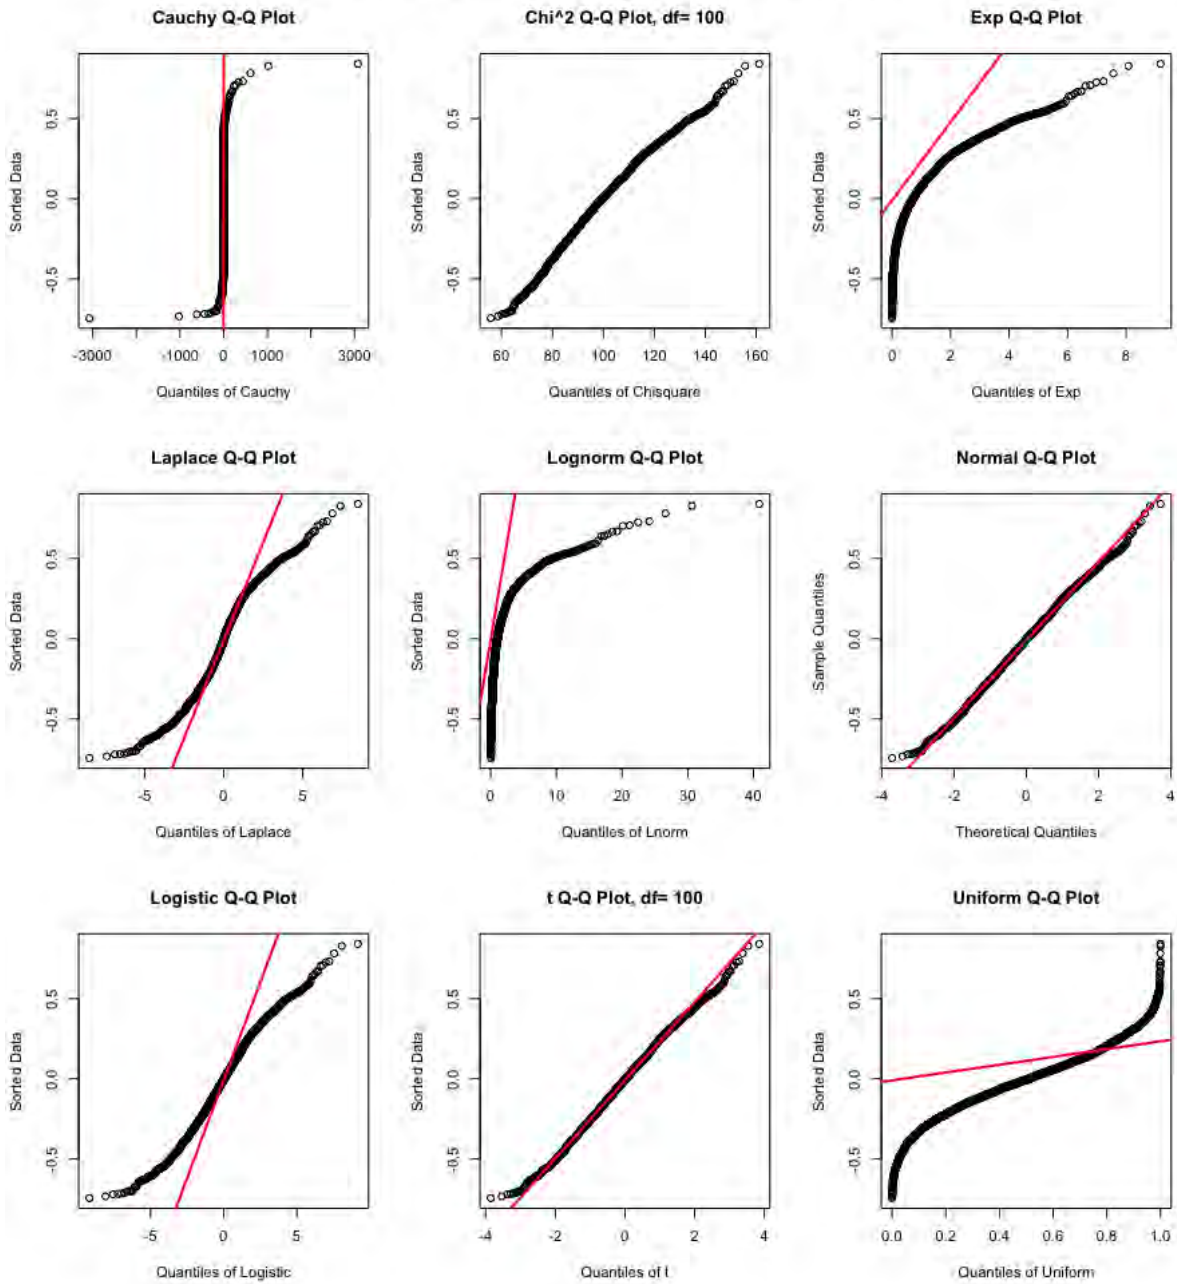 Cauchy Q-Q Plot
Sorted Data
0.5
0.0
-0.5
-3000 -1000 0 1000 3000
Quantiles of Cauchy
Chi^2 Q-Q Plot, df= 100
Sorted Data
0.5
0.0
-0.5
60 80 100 120 140 160
Quantiles of Chisquare
Exp Q-Q Plot
Sorted Data
0.5
0.0
-0.5
0 2 4 6 8
Quantiles of Exp
Laplace Q-Q Plot
Sorted Data
0.5
0.0
-0.5
-5 0 5
Quantiles of Laplace
Lognorm Q-Q Plot
Sorted Data
0.5
0.0
-0.5
0 10 20 30 40
Quantiles of Lnorm
Normal Q-Q Plot
Sample Quantiles
0.5
0.0
-0.5
-4 -2 0 2 4
Theoretical Quantiles
Logistic Q-Q Plot
Sorted Data
0.5
0.0
-0.5
-5 0 5
Quantiles of Logistic
t Q-Q Plot, df= 100
Sorted Data
0.5
0.0
-0.5
-4 -2 0 2 4
Quantiles of t
Uniform Q-Q Plot
Sorted Data
0.5
0.0
-0.5
0.0 0.2 0.4 0.6 0.8 1.0
Quantiles of Uniform